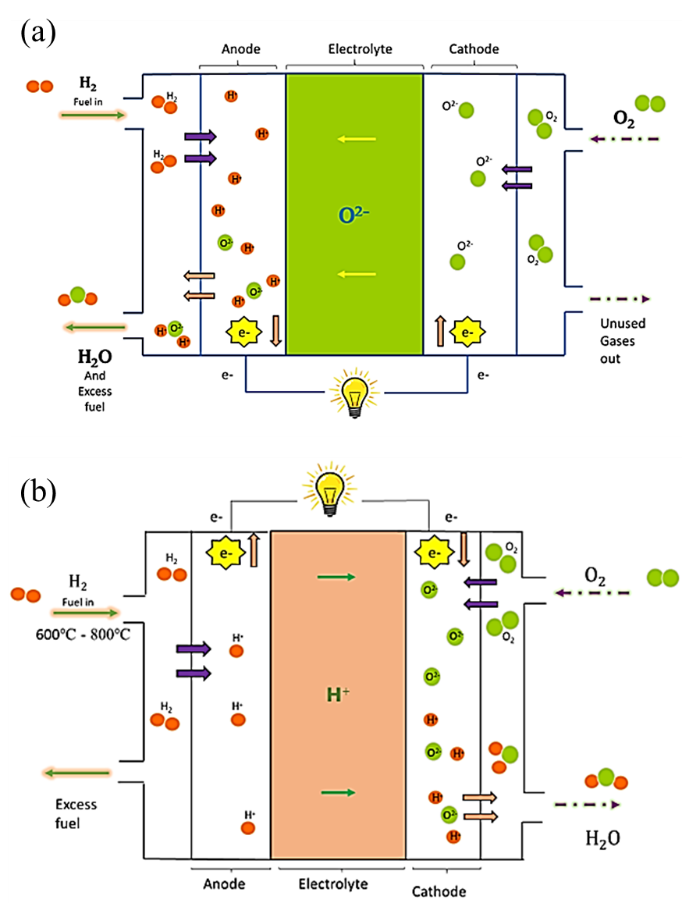 (a)
Anode
Electrolyte
Cathode
H₂
Fuel in
H₂
H⁺
O²⁻
O₂
O₂
H⁺
H₂
O²⁻
H⁺
H⁺
O²⁻
O²⁻
H⁺
O²⁻
O₂
H⁺
O²⁻
H⁺
H⁺
O²⁻
H⁺
e-
e-
H₂O
And
Excess
fuel
Unused
Gases
out
e-
e-
(b)
e-
e-
e-
e-
O₂
H₂
H₂
Fuel in
O₂
600°C - 800°C
O²⁻
O²⁻
O₂
H⁺
O²⁻
H⁺
H₂
H⁺
H⁺
O²⁻
H⁺
H⁺
O²⁻
H⁺
H⁺
Excess
fuel
H₂O
Anode
Electrolyte
Cathode